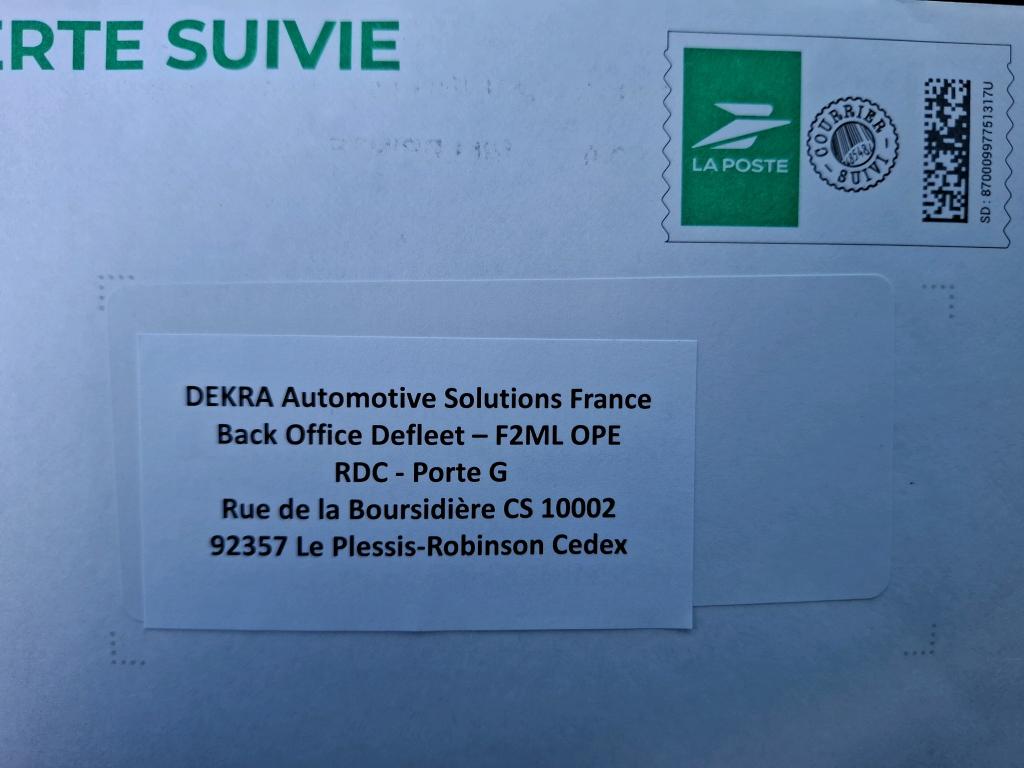 ERTE SUIVIE
LA POSTE
COURRIER
SUIVI
SD : 87000997751317U
DEKRA Automotive Solutions France
Back Office Defleet – F2ML OPE
RDC - Porte G
Rue de la Boursidière CS 10002
92357 Le Plessis-Robinson Cedex